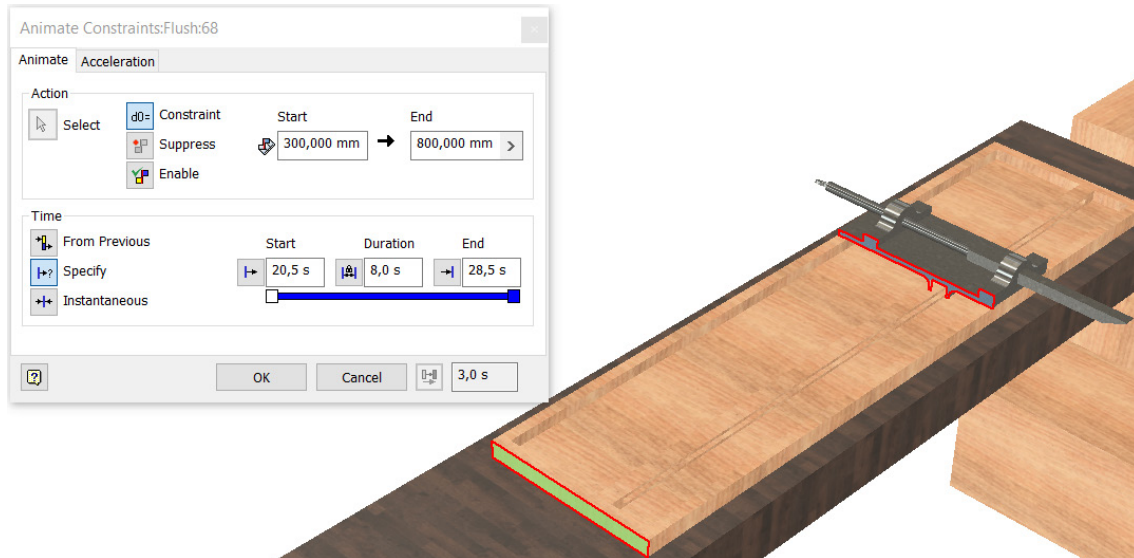 Animate Constraints:Flush:68
Animate Acceleration
Action
Select
d0= Constraint
Suppress
Enable
Start End
300,000 mm 800,000 mm >
Time
From Previous
Specify
Instantaneous
Start Duration End
20,5 s 8,0 s 28,5 s
? OK Cancel 3,0 s